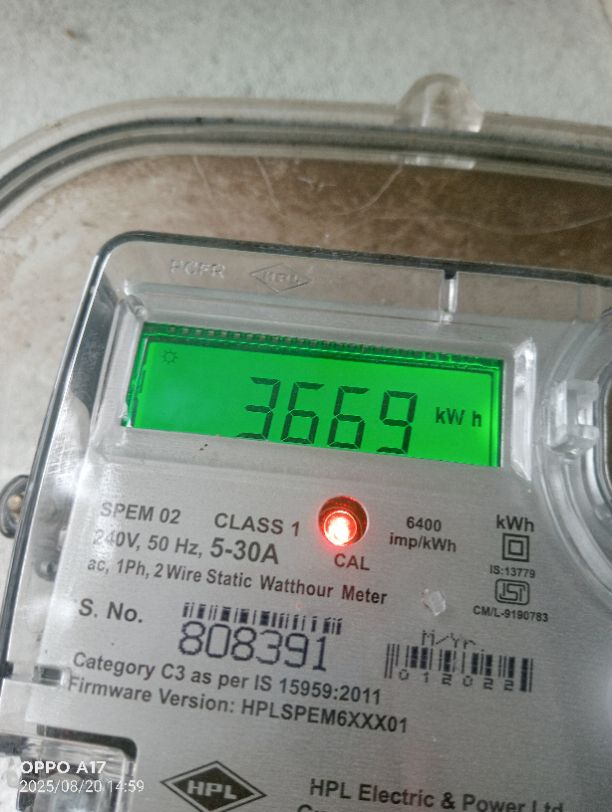 HPL
3669 kWh
SPEM 02 CLASS 1
6400 imp/kWh
kWh
240V, 50 Hz, 5-30A
CAL
ac, 1Ph, 2 Wire Static Watthour Meter
IS:13779
ISI
CM/L-9190783
S. No.
808391
M/Yr.
012022
Category C3 as per IS 15959:2011
Firmware Version: HPLSPEM6XXX01
OPPO A17
2025/08/20 14:59
HPL
HPL Electric & Power Ltd